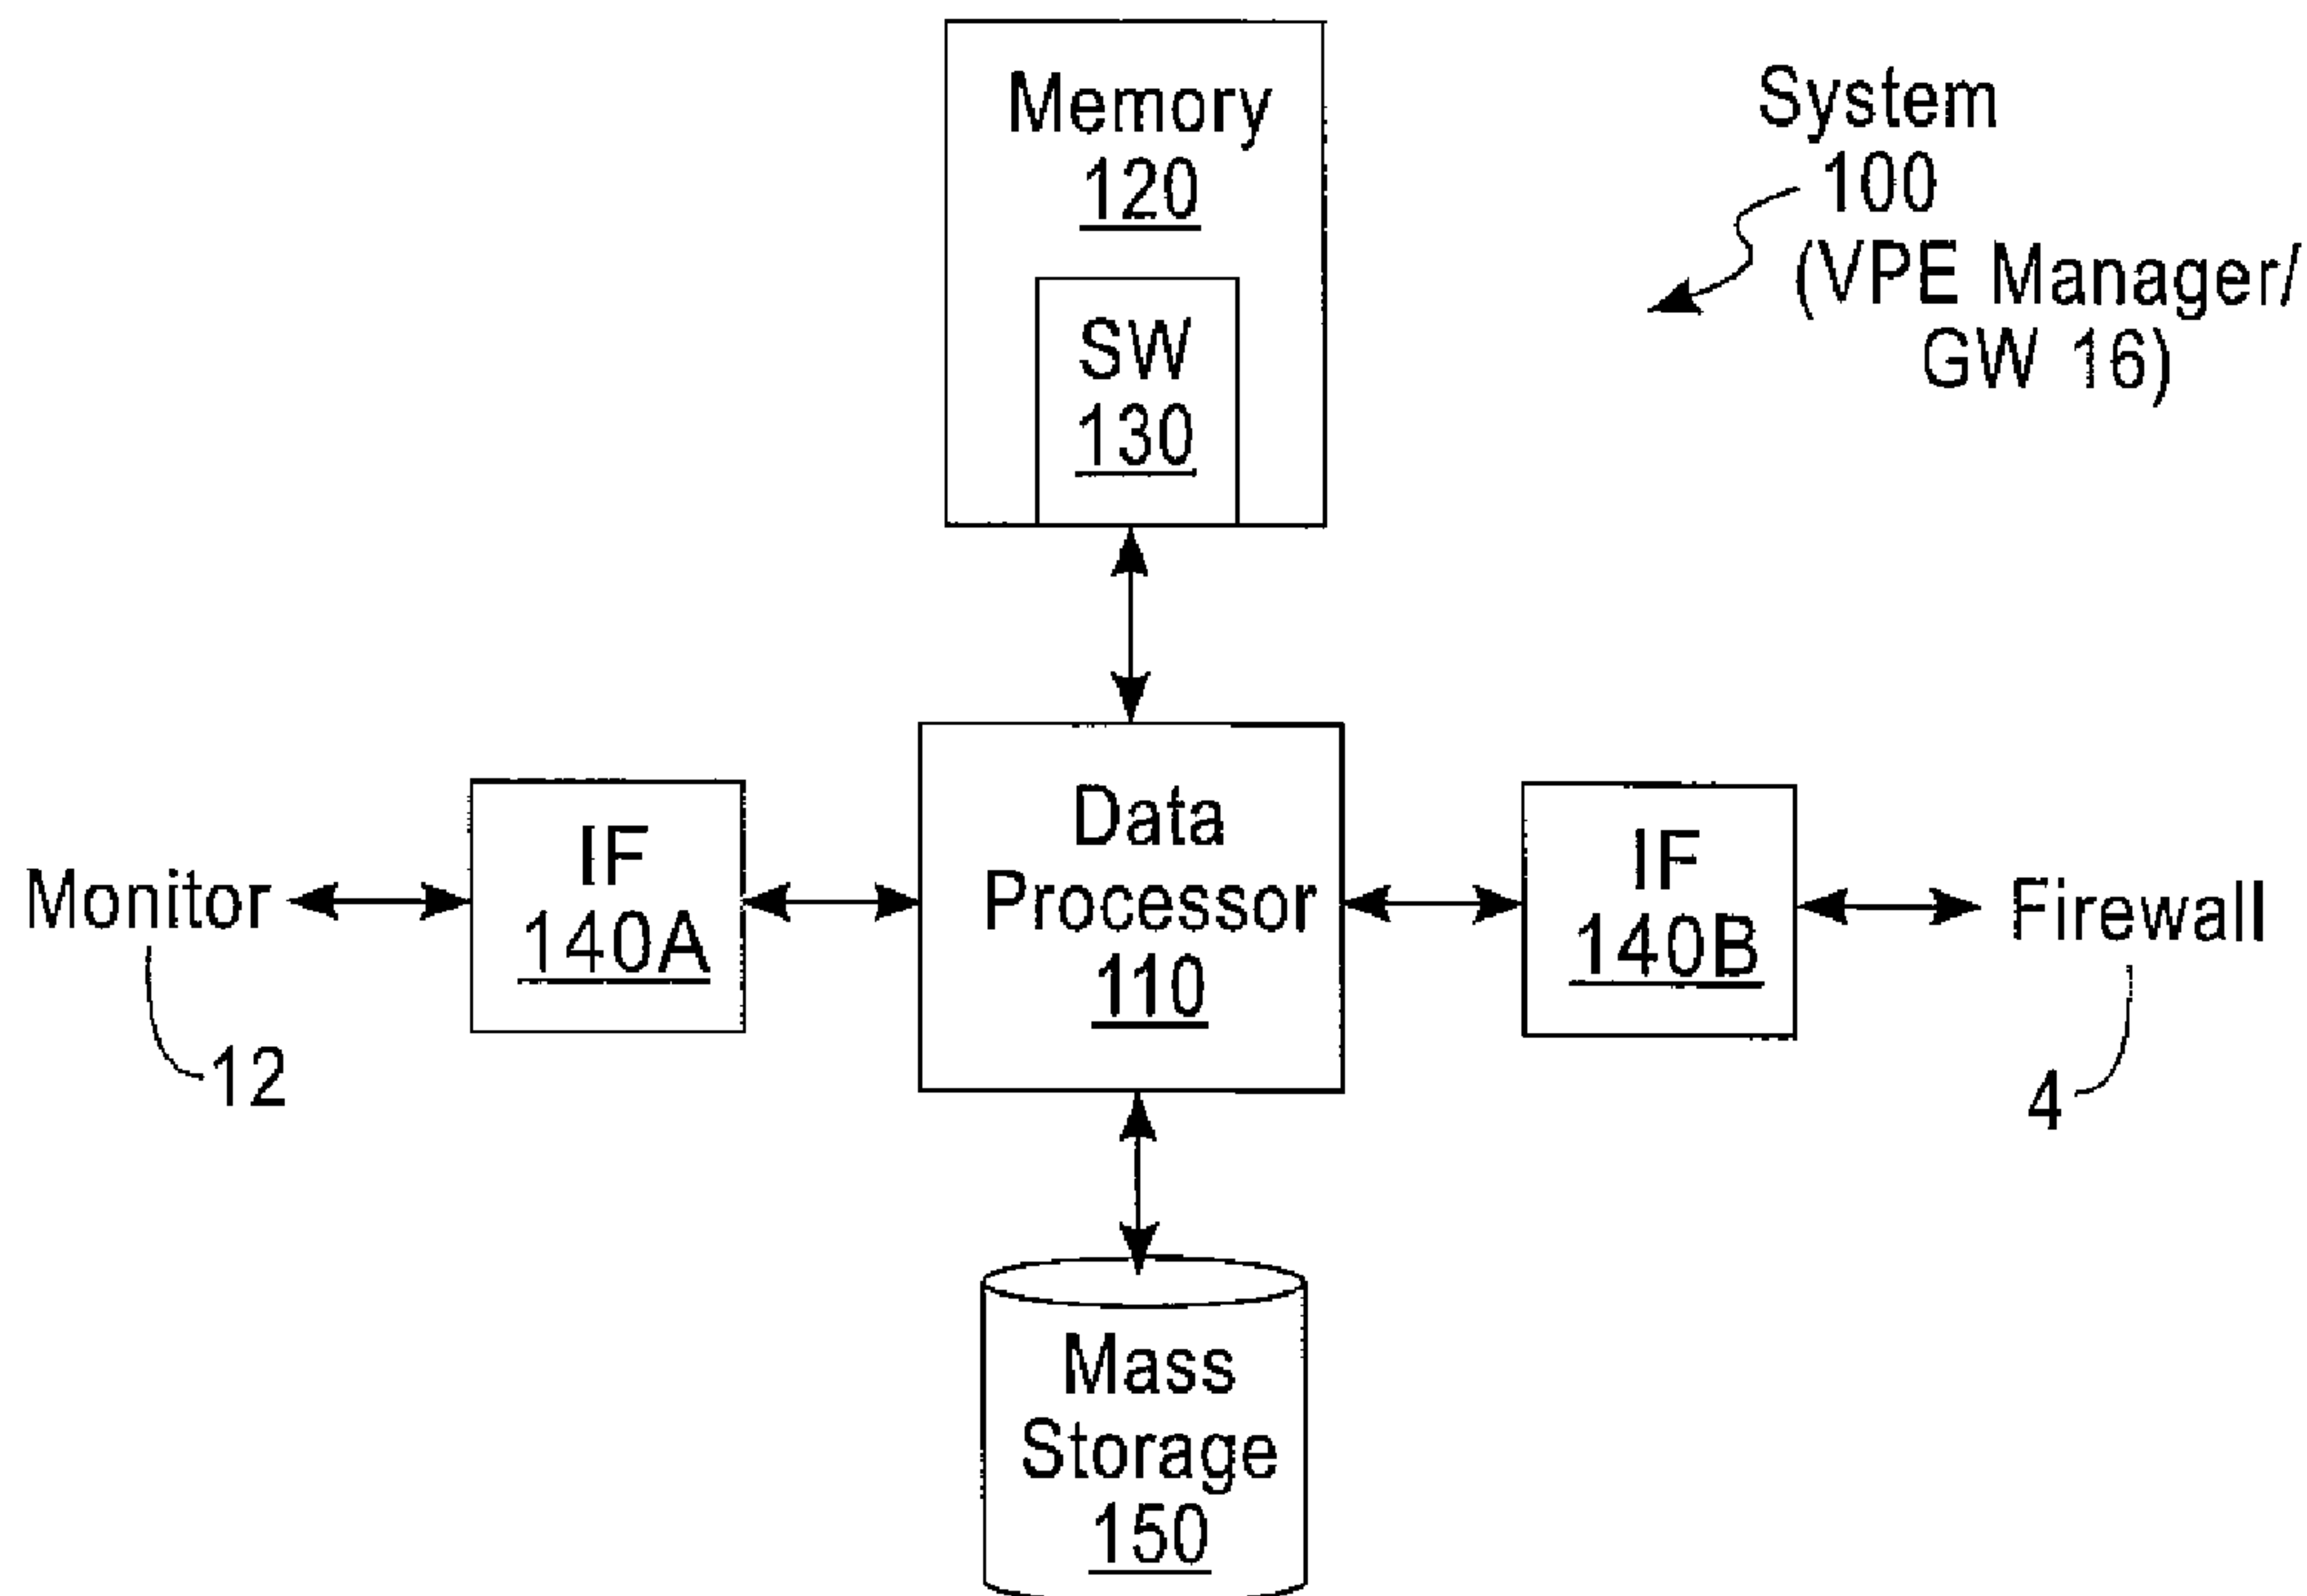 Memory
120
SW
130
System
100
(VPE Manager/
GW 16)
Monitor
12
IF
140A
Data
Processor
110
IF
140B
Firewall
4
Mass
Storage
150